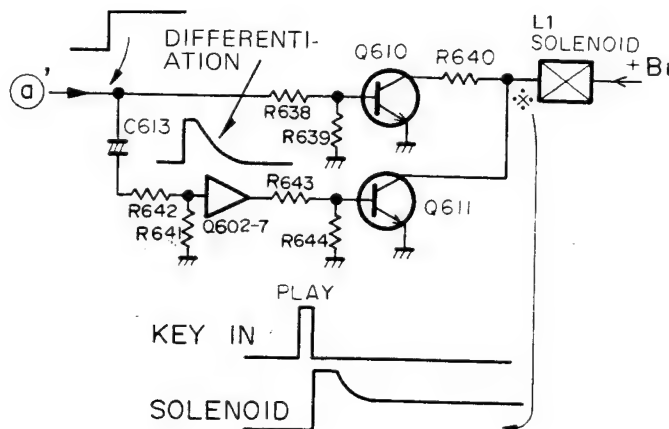 L1
DIFFERENTI-
ATION
Q610
R640
SOLENOID
+ B
a '
R638
C613
R639
※
R643
R642
Q602-7
Q611
R641
R644
PLAY
KEY IN
SOLENOID